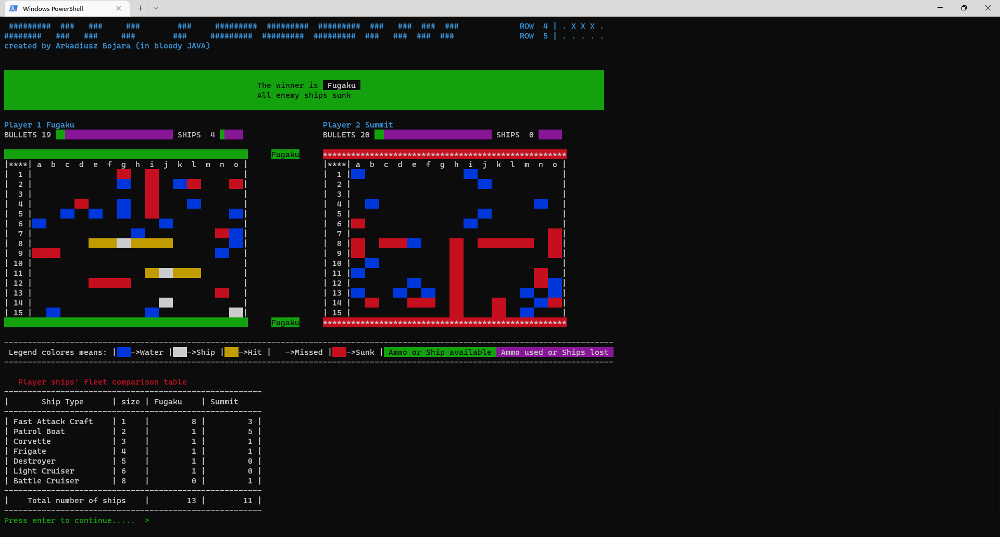 Windows PowerShell
#########  ###   ###     ###        ###     #########  #########  #########  ###   ###  ###  ###             ROW  4 | . X X X .
########   ###   ###     ###          ###     #########  #########  #########  ###   ###  ###  ###              ROW  5 | . . . . .
created by Arkadiusz Bojara (in bloody JAVA)
The winner is Fugaku
All enemy ships sunk
Player 1 Fugaku Player 2 Summit
BULLETS 19 SHIPS 4 BULLETS 20 SHIPS 0
Fugaku ****************************************************
|****| a b c d e f g h i j k l m n o | |****| a b c d e f g h i j k l m n o |
| 1 | | | 1 | |
| 2 | | | 2 | |
| 3 | | | 3 | |
| 4 | | | 4 | |
| 5 | | | 5 | |
| 6 | | | 6 | |
| 7 | | | 7 | |
| 8 | | | 8 | |
| 9 | | | 9 | |
| 10 | | | 10 | |
| 11 | | | 11 | |
| 12 | | | 12 | |
| 13 | | | 13 | |
| 14 | | | 14 | |
| 15 | | | 15 | |
Fugaku ****************************************************
Legend colores means: | ->Water | ->Ship | ->Hit | ->Missed | ->Sunk | Ammo or Ship available Ammo used or Ships lost
Player ships' fleet comparison table
| Ship Type | size | Fugaku | Summit
| Fast Attack Craft | 1 | 8 | 3 |
| Patrol Boat | 2 | 1 | 5 |
| Corvette | 3 | 1 | 1 |
| Frigate | 4 | 1 | 1 |
| Destroyer | 5 | 1 | 0 |
| Light Cruiser | 6 | 1 | 0 |
| Battle Cruiser | 8 | 0 | 1 |
| Total number of ships | 13 | 11 |
Press enter to continue..... >